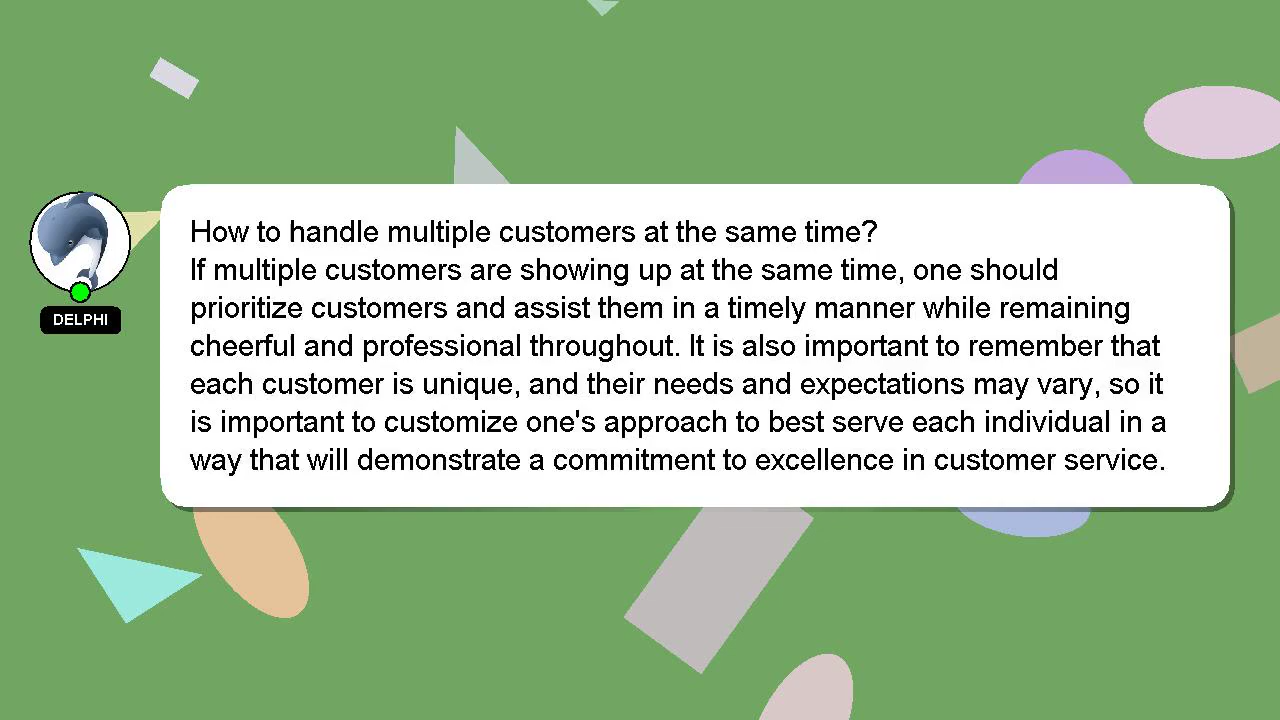 How to handle multiple customers at the same time?
If multiple customers are showing up at the same time, one should
prioritize customers and assist them in a timely manner while remaining
cheerful and professional throughout. It is also important to remember that
each customer is unique, and their needs and expectations may vary, so it
is important to customize one's approach to best serve each individual in a
way that will demonstrate a commitment to excellence in customer service.
DELPHI